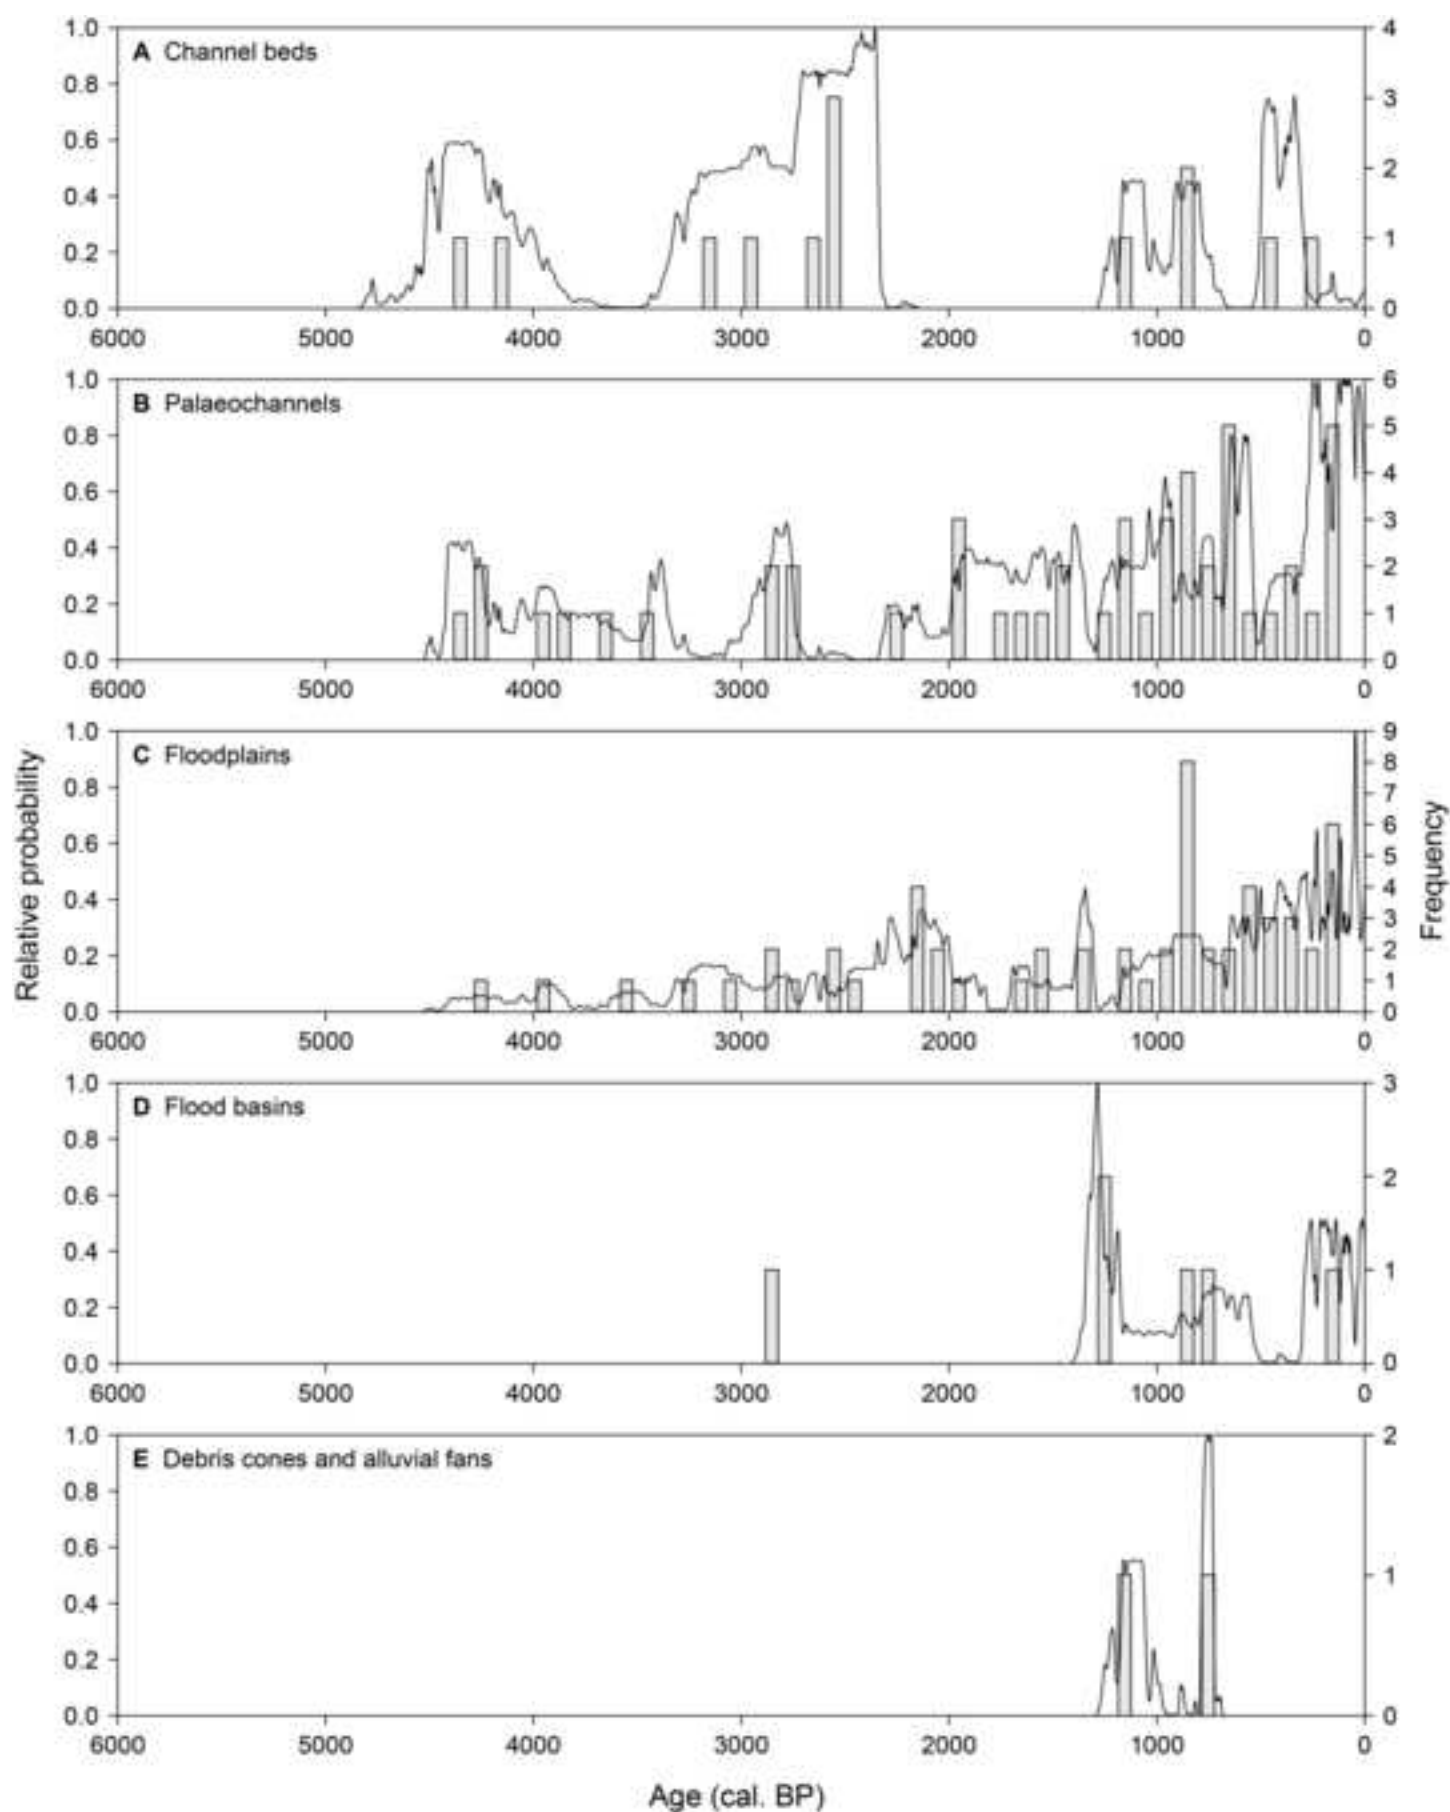 A Channel beds
1.0 4
0.8 3
0.6
0.4 2
0.2 1
0.0 0
6000 5000 4000 3000 2000 1000 0
B Palaeochannels
1.0 6
0.8 5
0.6 4
0.4 3
0.2 2
0.0 1
0
6000 5000 4000 3000 2000 1000 0
Relative probability
Frequency
C Floodplains
1.0 9
0.8 8
0.6 7
0.4 6
0.2 5
0.0 4
3
2
1
0
6000 5000 4000 3000 2000 1000 0
D Flood basins
1.0 3
0.8 2
0.6
0.4 1
0.2
0.0 0
6000 5000 4000 3000 2000 1000 0
E Debris cones and alluvial fans
1.0 2
0.8
0.6 1
0.4
0.2
0.0 0
6000 5000 4000 3000 2000 1000 0
Age (cal. BP)